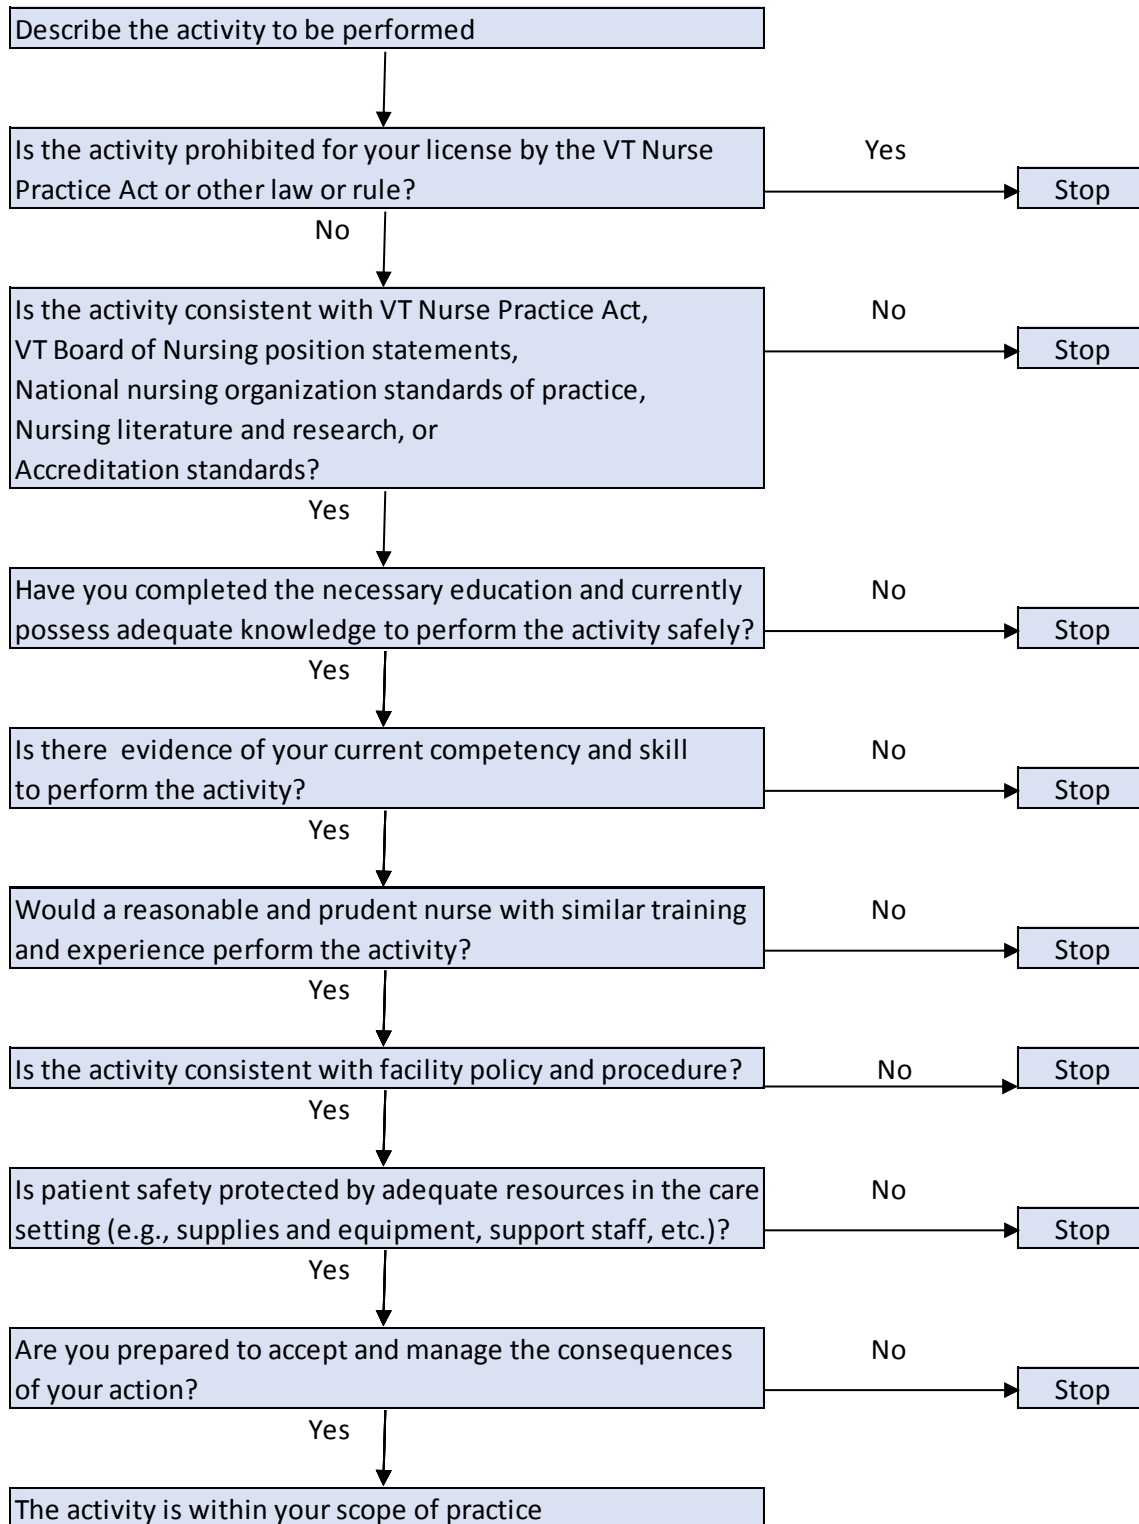 Describe the activity to be performed
Is the activity prohibited for your license by the VT Nurse
Practice Act or other law or rule?
Yes
Stop
No
Is the activity consistent with VT Nurse Practice Act,
VT Board of Nursing position statements,
National nursing organization standards of practice,
Nursing literature and research, or
Accreditation standards?
No
Stop
Yes
Have you completed the necessary education and currently
possess adequate knowledge to perform the activity safely?
No
Stop
Yes
Is there  evidence of your current competency and skill
to perform the activity?
No
Stop
Yes
Would a reasonable and prudent nurse with similar training
and experience perform the activity?
No
Stop
Yes
Is the activity consistent with facility policy and procedure?
No
Stop
Yes
Is patient safety protected by adequate resources in the care
setting (e.g., supplies and equipment, support staff, etc.)?
No
Stop
Yes
Are you prepared to accept and manage the consequences
of your action?
No
Stop
Yes
The activity is within your scope of practice